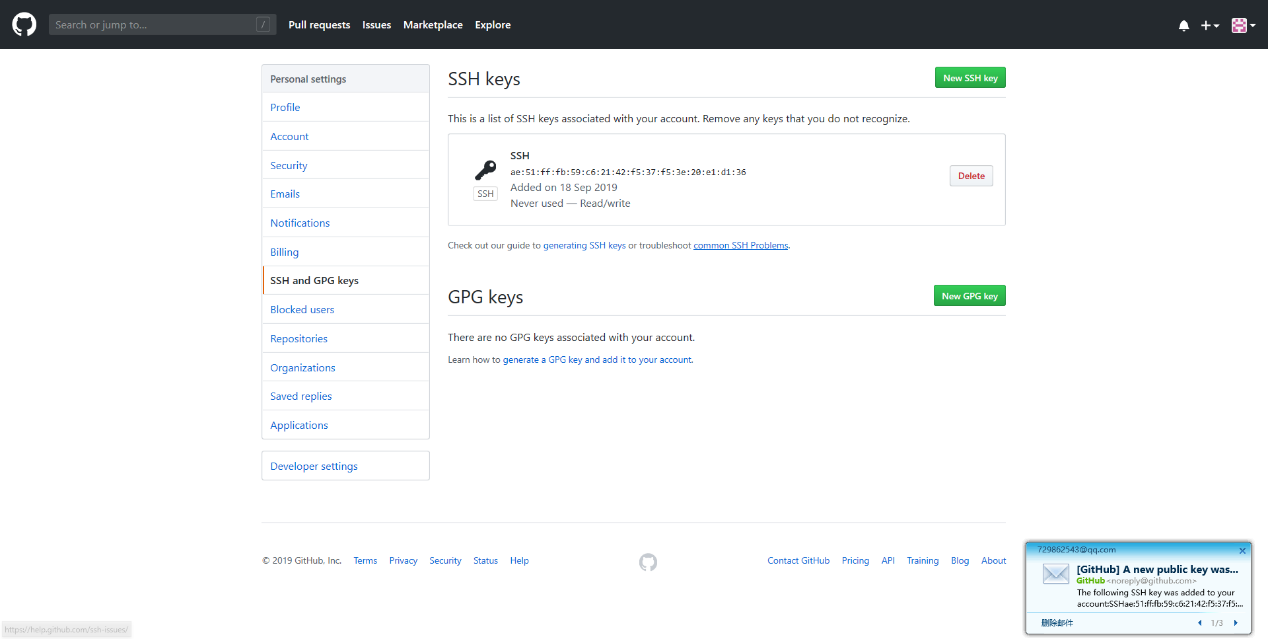 Search or jump to... /
Pull requests Issues Marketplace Explore
Personal settings
Profile
Account
Security
Emails
Notifications
Billing
SSH and GPG keys
Blocked users
Repositories
Organizations
Saved replies
Applications
Developer settings
SSH keys
New SSH key
This is a list of SSH keys associated with your account. Remove any keys that you do not recognize.
SSH
SSH
ae:51:ff:fb:59:c6:21:42:f5:37:f5:3e:20:e1:d1:36
Added on 18 Sep 2019
Never used — Read/write
Delete
Check out our guide to generating SSH keys or troubleshoot common SSH Problems.
GPG keys
New GPG key
There are no GPG keys associated with your account.
Learn how to generate a GPG key and add it to your account.
© 2019 GitHub, Inc. Terms Privacy Security Status Help
Contact GitHub Pricing API Training Blog About
729862543@qq.com
[GitHub] A new public key was...
GitHub <noreply@github.com>
The following SSH key was added to your
account:SSHae:51:ff:fb:59:c6:21:42:f5:37:f5:...
删除邮件 1/3
https://help.github.com/ssh-issues/